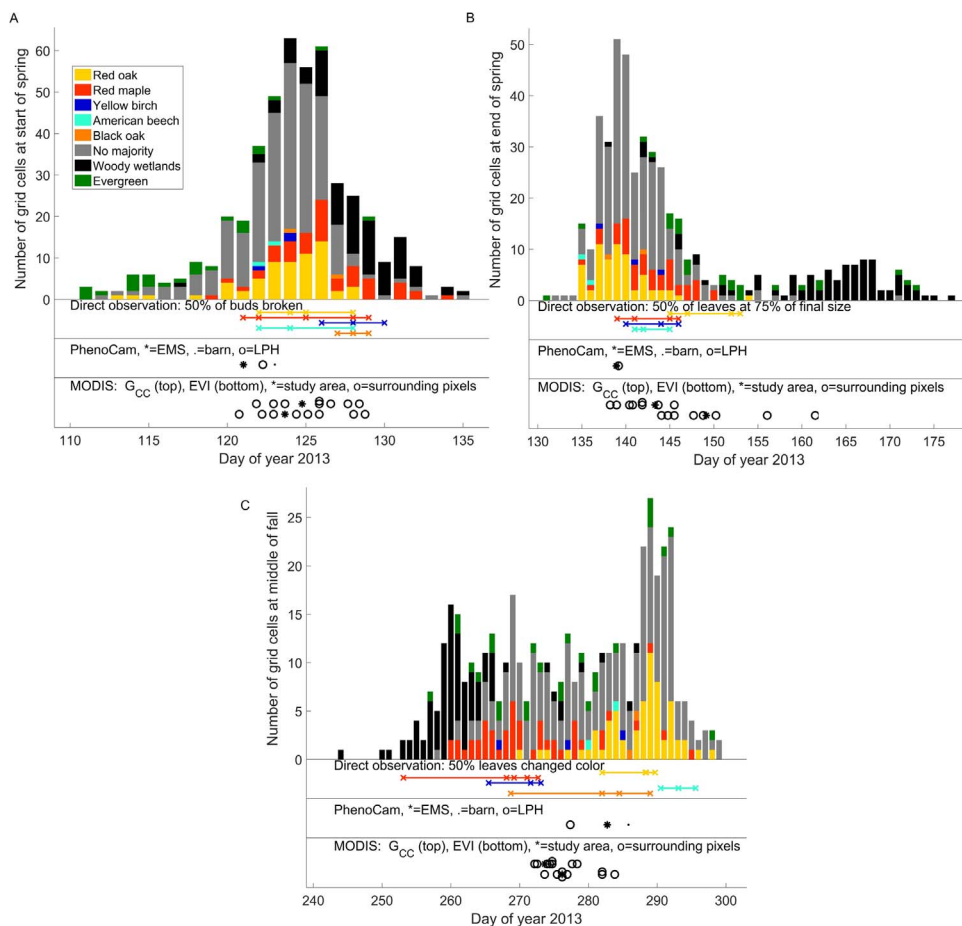 A
Number of grid cells at start of spring
60
50
40
30
20
10
0
Red oak
Red maple
Yellow birch
American beech
Black oak
No majority
Woody wetlands
Evergreen
Direct observation: 50% of buds broken
PhenoCam, *=EMS, .=barn, o=LPH
MODIS: GCC (top), EVI (bottom), *=study area, o=surrounding pixels
110 115 120 125 130 135
Day of year 2013
B
Number of grid cells at end of spring
50
40
30
20
10
0
Direct observation: 50% of leaves at 75% of final size
PhenoCam, *=EMS, .=barn, o=LPH
MODIS: GCC (top), EVI (bottom), *=study area, o=surrounding pixels
130 135 140 145 150 155 160 165 170 175
Day of year 2013
C
Number of grid cells at middle of fall
25
20
15
10
5
0
Direct observation: 50% leaves changed color
PhenoCam, *=EMS, .=barn, o=LPH
MODIS: GCC (top), EVI (bottom), *=study area, o=surrounding pixels
240 250 260 270 280 290 300
Day of year 2013